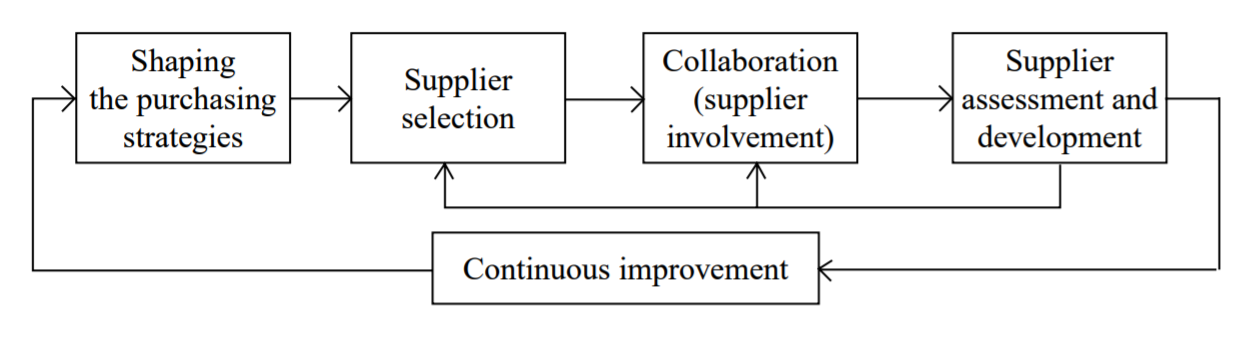 Shaping
the purchasing
strategies
Supplier
selection
Collaboration
(supplier
involvement)
Supplier
assessment and
development
Continuous improvement